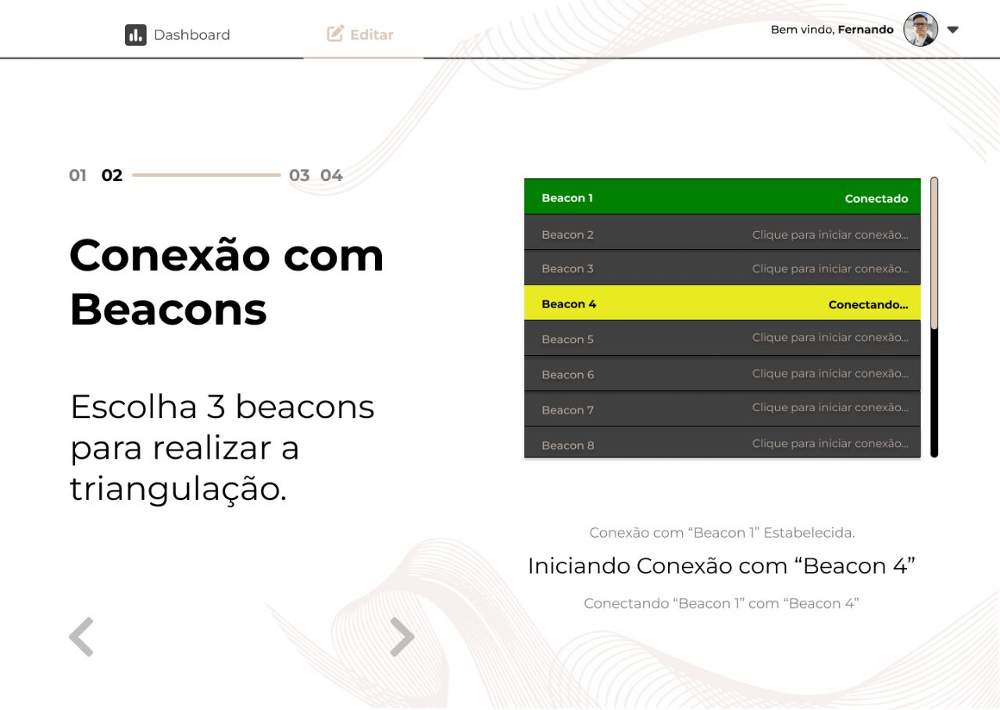 Dashboard
Editar
Bem vindo, Fernando
01 02 03 04
Conexão com
Beacons
Escolha 3 beacons
para realizar a
triangulação.
Beacon 1 Conectado
Beacon 2 Clique para iniciar conexão...
Beacon 3 Clique para iniciar conexão...
Beacon 4 Conectando...
Beacon 5 Clique para iniciar conexão...
Beacon 6 Clique para iniciar conexão...
Beacon 7 Clique para iniciar conexão...
Beacon 8 Clique para iniciar conexão...
Conexão com “Beacon 1” Estabelecida.
Iniciando Conexão com “Beacon 4”
Conectando “Beacon 1” com “Beacon 4”